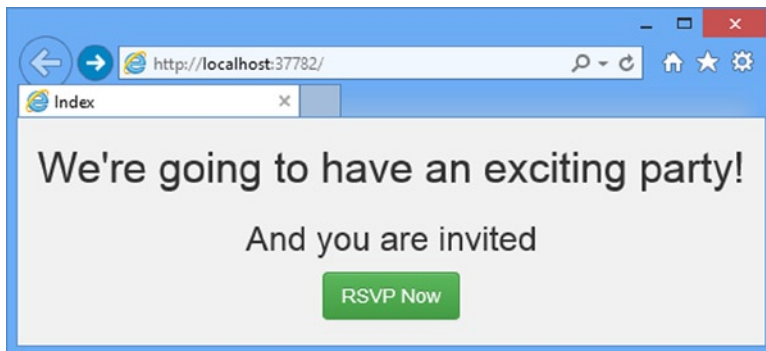 http://localhost:37782/
Index
We're going to have an exciting party!
And you are invited
RSVP Now